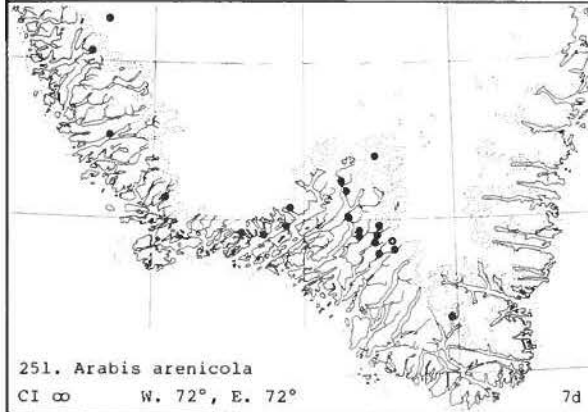 251. Arabis arenicola
CI ∞ W. 72°, E. 72° 7d